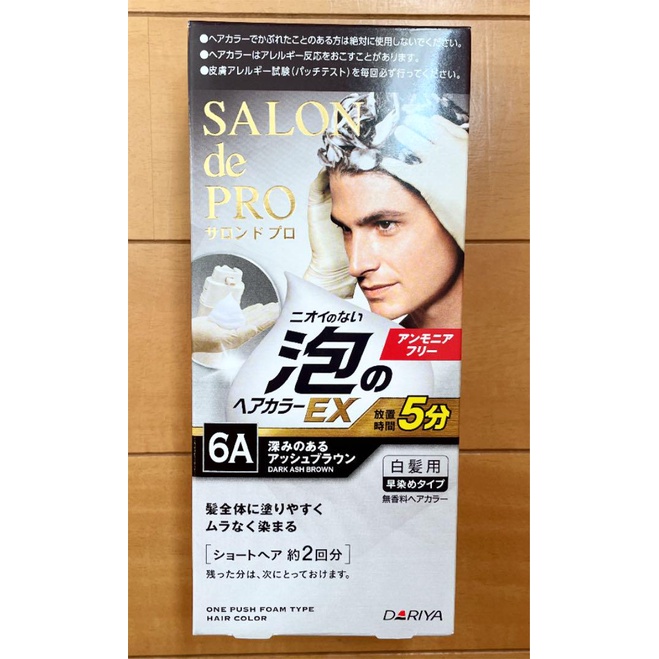 ●ヘアカラーでかぶれたことのある方は絶対に使用しないでください。
●ヘアカラーはアレルギー反応をおこすことがあります。
●皮膚アレルギー試験(パッチテスト)を毎回必ず行ってください。
SALON
de
PRO
サロンドプロ
ニオイのない
泡の
ヘアカラーEX
アンモニア
フリー
放置
時間
5分
6A
深みのある
アッシュブラウン
DARK ASH BROWN
白髪用
早染めタイプ
無香料ヘアカラー
髪全体に塗りやすく
ムラなく染まる
[ショートヘア 約2回分]
残った分は、次にとっておけます。
ONE PUSH FOAM TYPE
HAIR COLOR
DARIYA